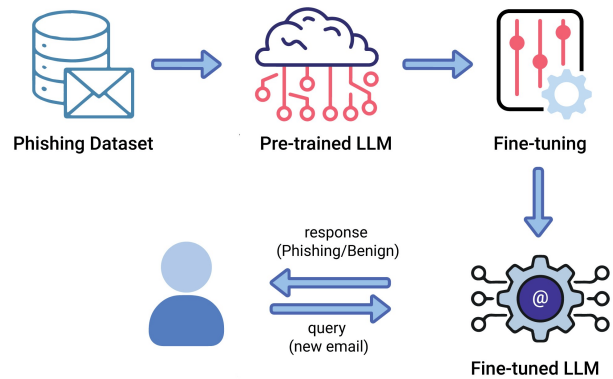 Phishing Dataset
Pre-trained LLM
Fine-tuning
response
(Phishing/Benign)
query
(new email)
@
Fine-tuned LLM